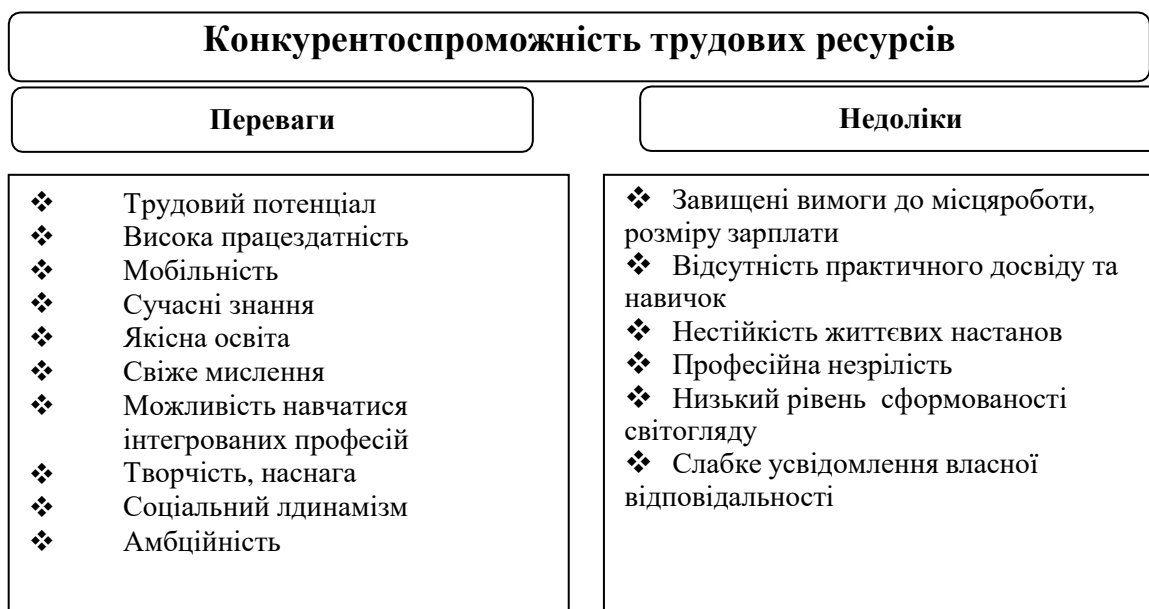 Конкурентоспроможність трудових ресурсів
Переваги
❖ Трудовий потенціал
❖ Висока працездатність
❖ Мобільність
❖ Сучасні знання
❖ Якісна освіта
❖ Свіже мислення
❖ Можливість навчатися
інтегрованих професій
❖ Творчість, наснага
❖ Соціальний лдинамізм
❖ Амбційність
Недоліки
❖ Завищені вимоги до місцяроботи,
розміру зарплати
❖ Відсутність практичного досвіду та
навичок
❖ Нестійкість життєвих настанов
❖ Професійна незрілість
❖ Низький рівень сформованості
світогляду
❖ Слабке усвідомлення власної
відповідальності